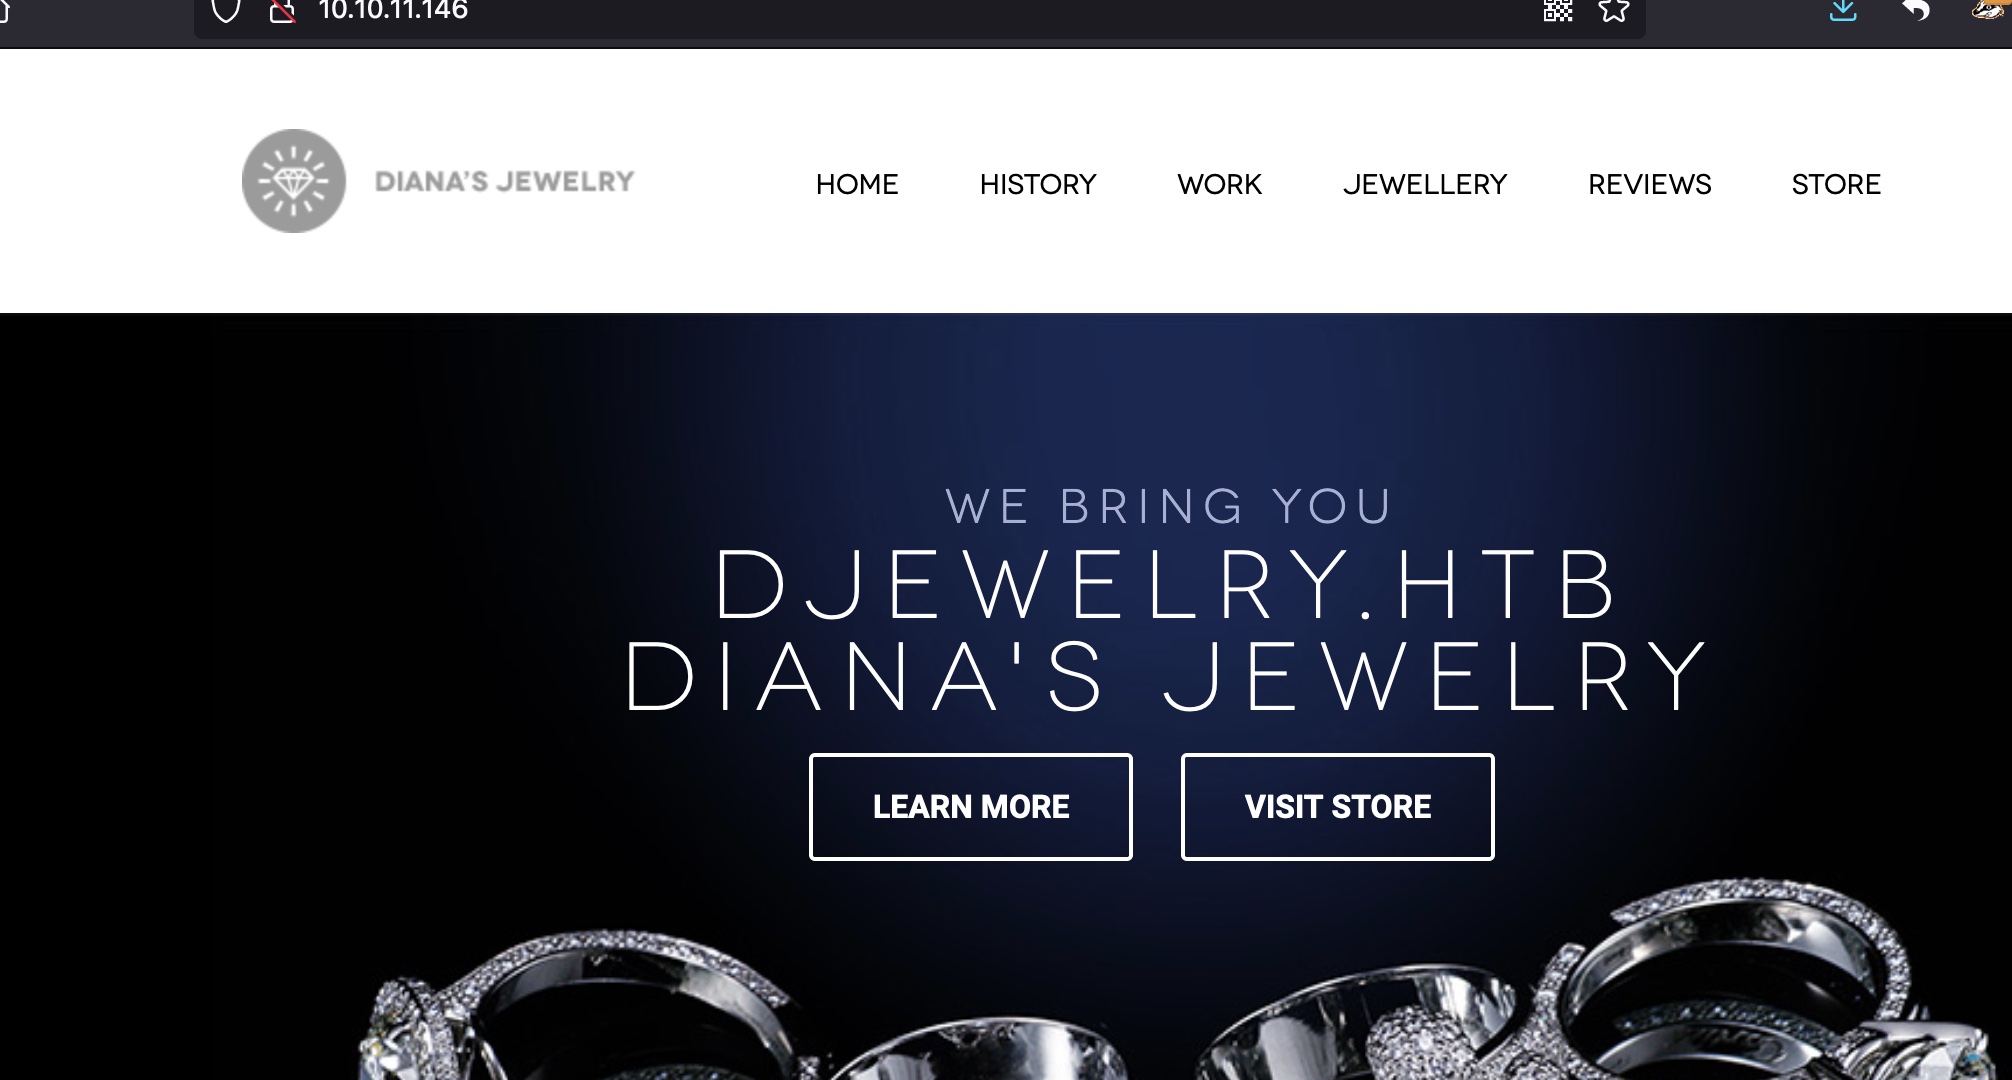 10.10.11.146
DIANA'S JEWELRY
HOME HISTORY WORK JEWELLERY REVIEWS STORE
WE BRING YOU
DJEWELRY.HTB
DIANA'S JEWELRY
LEARN MORE VISIT STORE